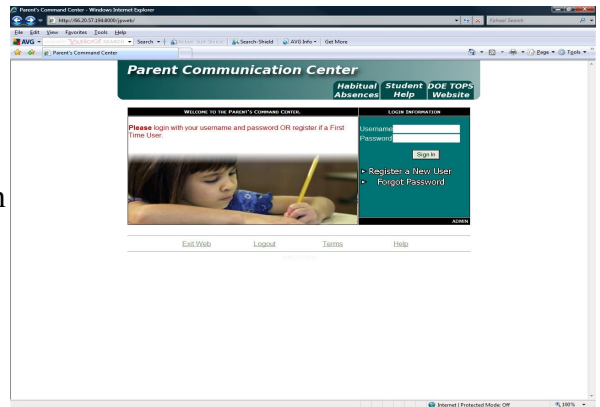 Parent's Command Center - Windows Internet Explorer
http://66.20.57.194:8000/jpweb/
Yahoo! Search
File Edit View Favorites Tools Help
AVG Search Search-Shield AVG Info Get More
Parent's Command Center
Page Tools
Parent Communication Center
Habitual Absences
Student Help
DOE TOPS Website
WELCOME TO THE PARENT'S COMMAND CENTER.
LOGIN INFORMATION
Please login with your username and password OR register if a First
Time User.
Username
Password
Sign In
Register a New User
Forgot Password
ADMIN
Exit Web Logout Terms Help
Internet | Protected Mode: Off 100%
n